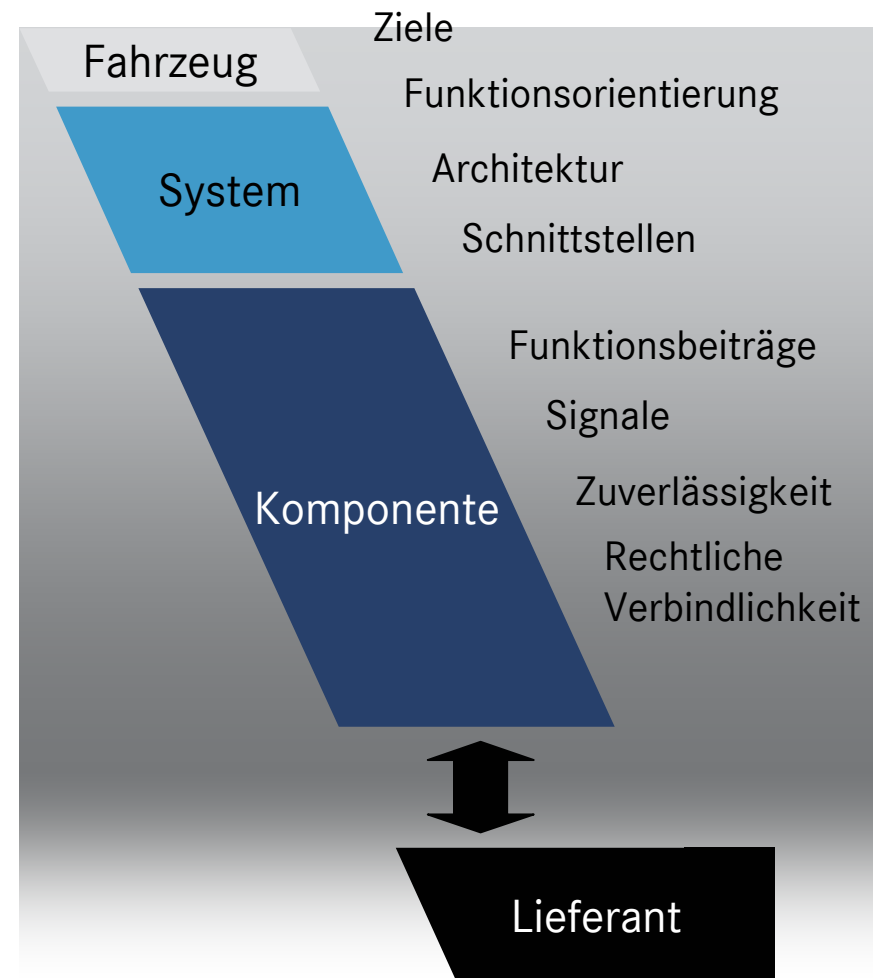 Ziele
Fahrzeug
Funktionsorientierung
Architektur
System
Schnittstellen
Funktionsbeiträge
Signale
Zuverlässigkeit
Komponente
Rechtliche
Verbindlichkeit
Lieferant